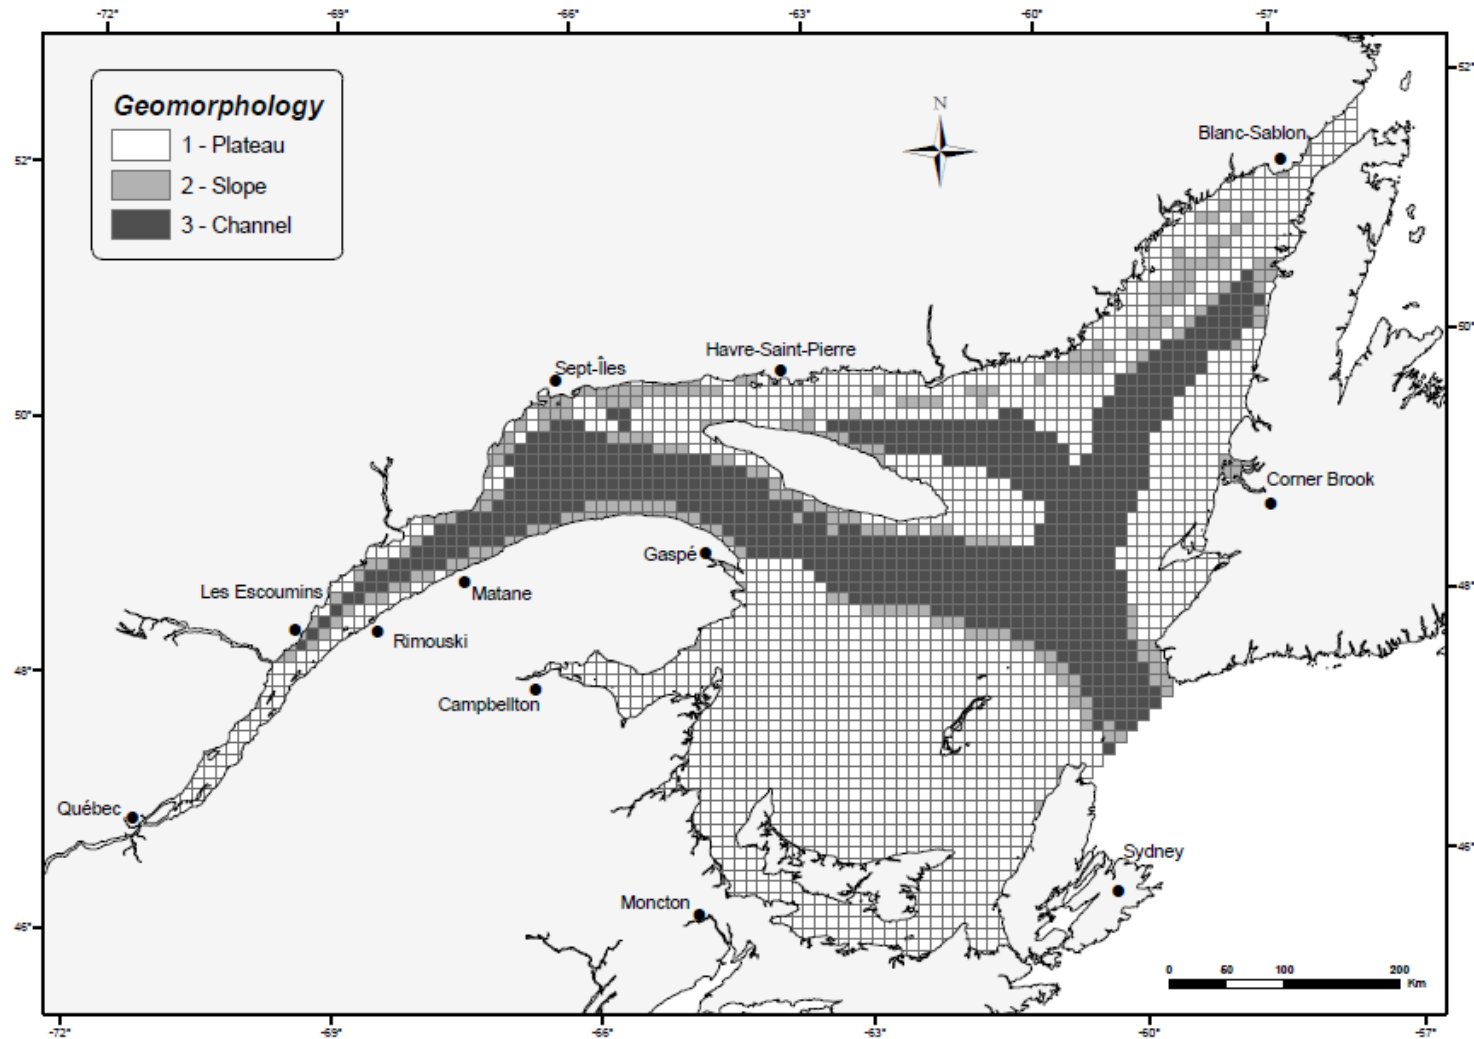 -72° -69° -66° -63° -60° -57°
52°
Geomorphology
N
1 - Plateau
Blanc-Sablon
52°
2 - Slope
3 - Channel
50°
Havre-Saint-Pierre
Sept-Îles
50°
Corner Brook
Gaspé
48°
Les Escoumins
Matane
Rimouski
48°
Campbellton
Québec
46°
Sydney
Moncton
46°
0 50 100 200
Km
-72° -69° -66° -63° -60° -57°